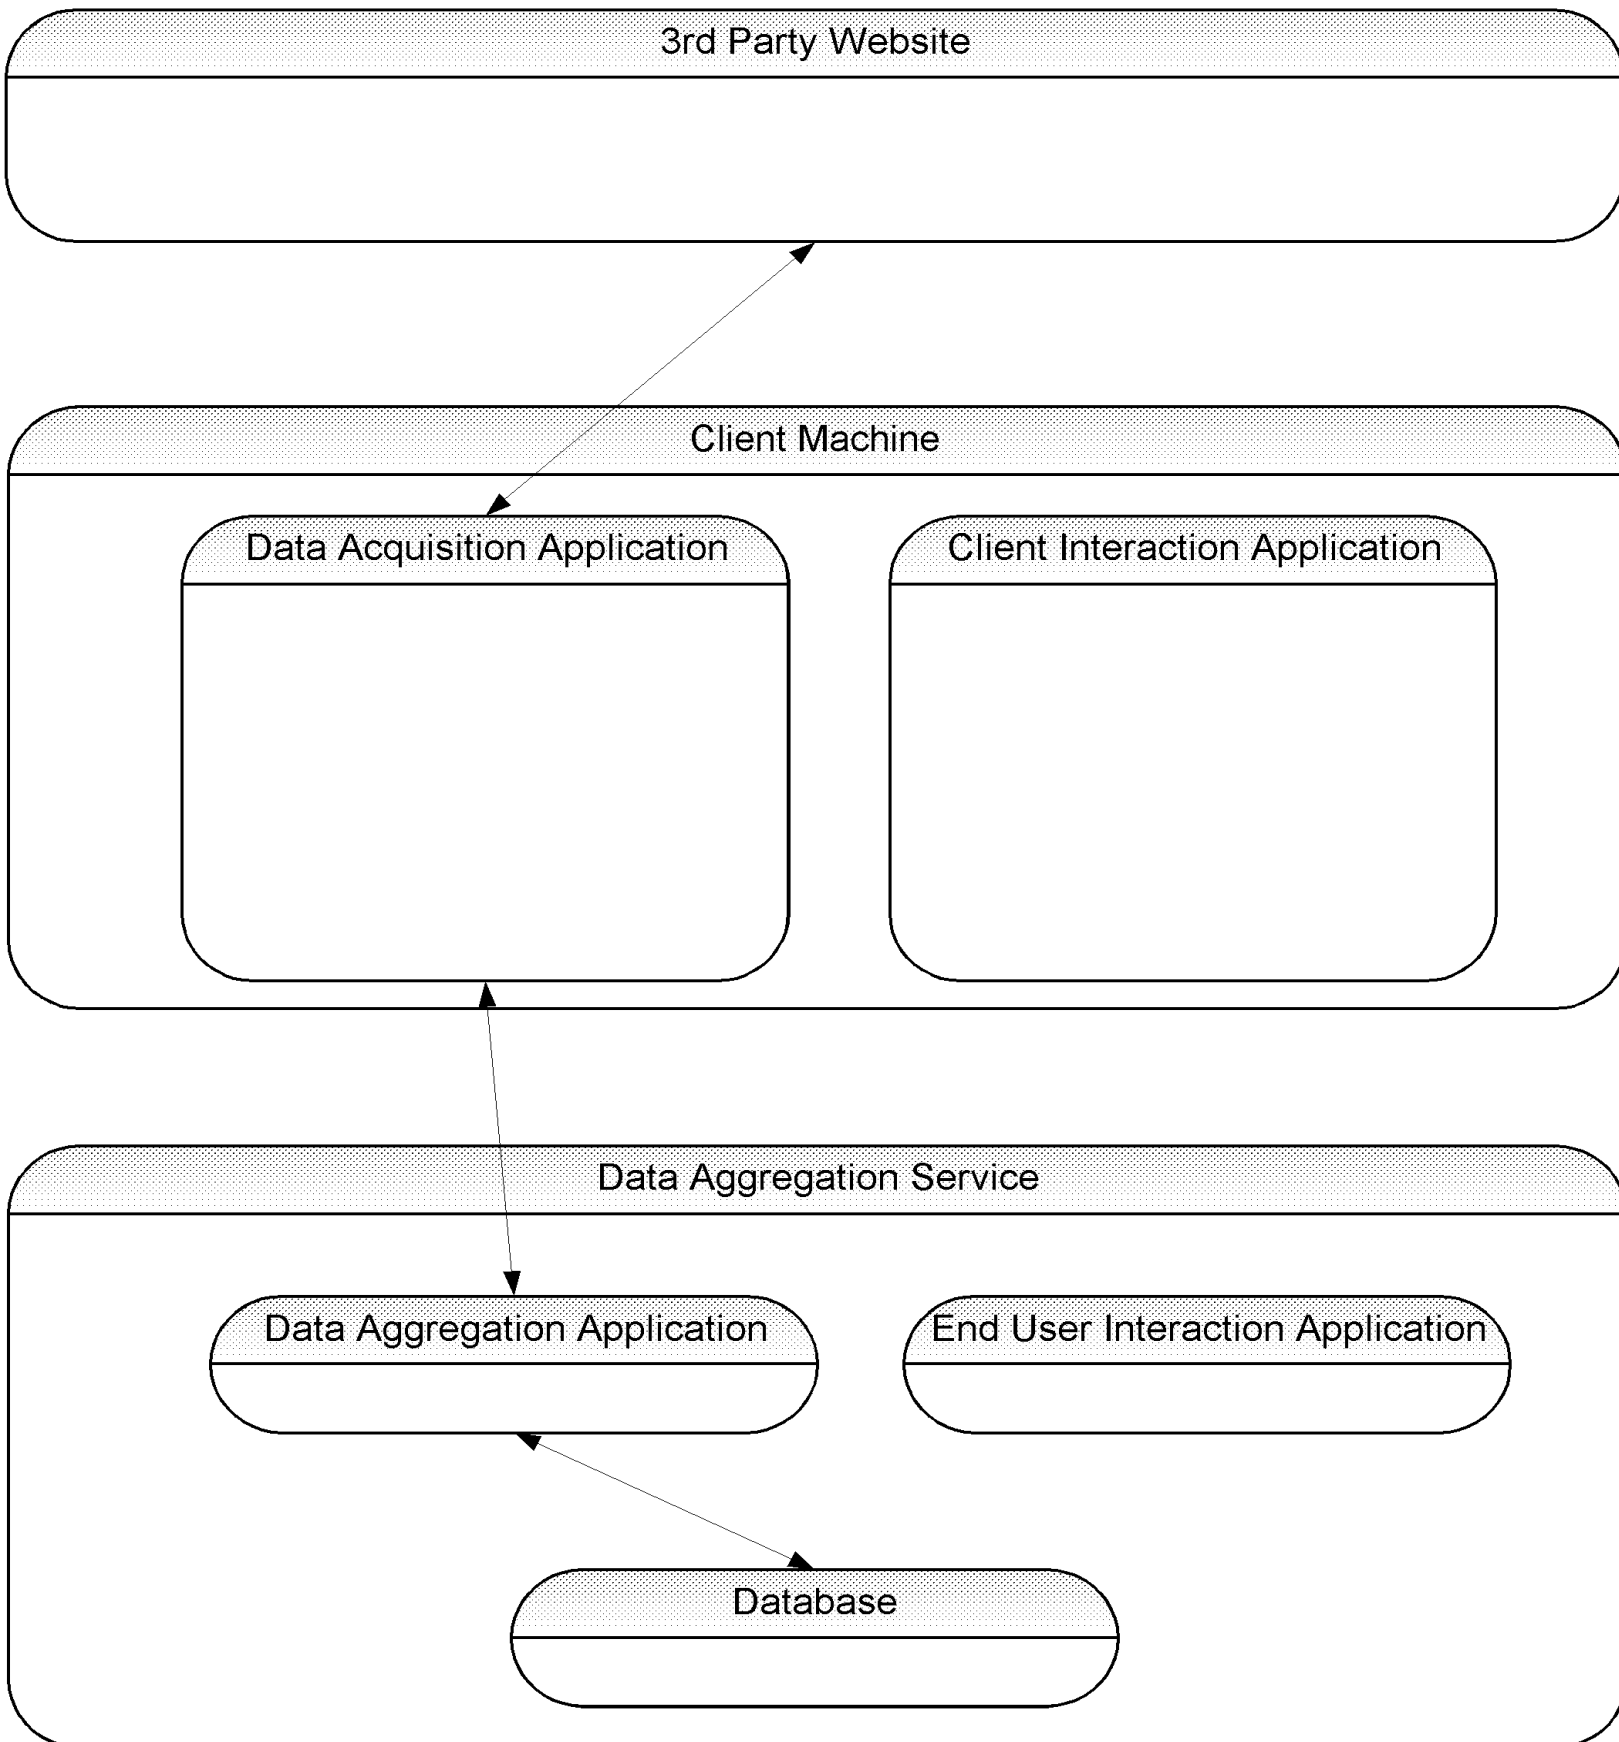 3rd Party Website
Client Machine
Data Acquisition Application
Client Interaction Application
Data Aggregation Service
Data Aggregation Application
End User Interaction Application
Database